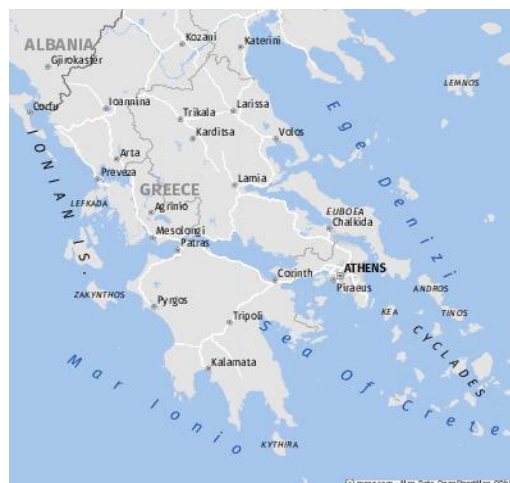 ALBANIA
Kozani
Katerini
Gjirokastër
LEMNOS
Corfu
Ioannina
Trikala
Larissa
Karditsa
Volos
Ege Denizi
IONIAN IS.
Arta
Preveza
Lamia
GREECE
LEFKADA
Agrinio
EUBOEA
Chalkida
Mesolongi
Patras
ATHENS
Corinth
Piraeus
ZAKYNTHOS
Pyrgos
ANDROS
KEA
TINOS
Tripoli
CYCLADES
Sea Of Crete
Mar Ionio
Kalamata
KYTHIRA